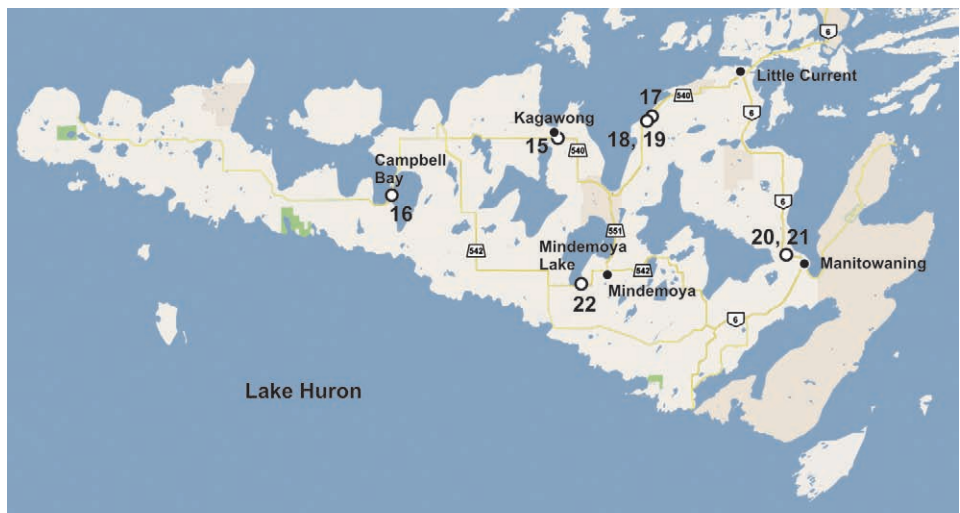 6
Little Current
17
540
Kagawong
15
540
18, 19
6
Campbell
Bay
16
6
551
20, 21
542
Mindemoya
Lake
542
Manitowaning
22
Mindemoya
6
Lake Huron